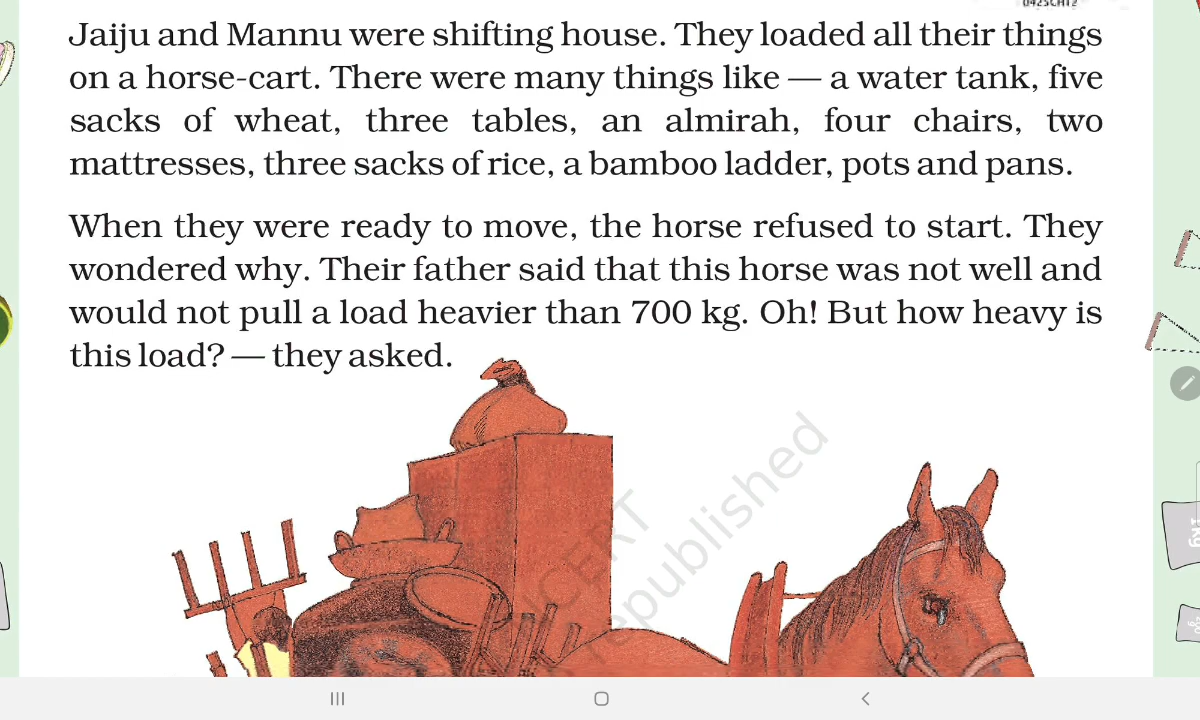 0425CH12
Jaiju and Mannu were shifting house. They loaded all their things
on a horse-cart. There were many things like — a water tank, five
sacks of wheat, three tables, an almirah, four chairs, two
mattresses, three sacks of rice, a bamboo ladder, pots and pans.
When they were ready to move, the horse refused to start. They
wondered why. Their father said that this horse was not well and
would not pull a load heavier than 700 kg. Oh! But how heavy is
this load? — they asked.
republished